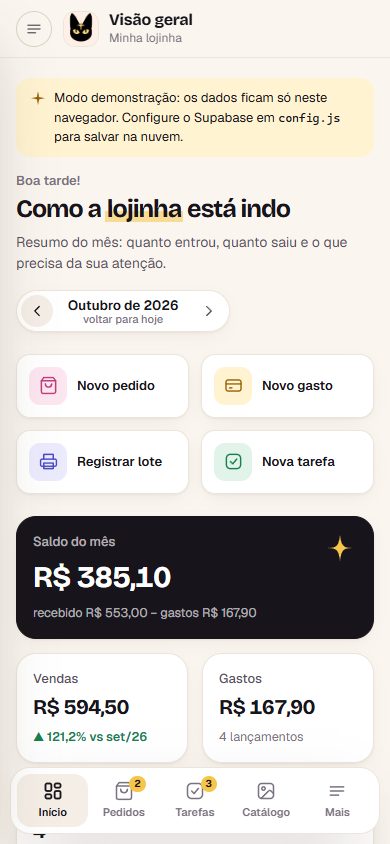 Visão geral
Minha lojinha
Modo demonstração: os dados ficam só neste
navegador. Configure o Supabase em config.js
para salvar na nuvem.
Boa tarde!
Como a lojinha está indo
Resumo do mês: quanto entrou, quanto saiu e o que
precisa da sua atenção.
Outubro de 2026
voltar para hoje
Novo pedido
Novo gasto
Registrar lote
Nova tarefa
Saldo do mês
R$ 385,10
recebido R$ 553,00 – gastos R$ 167,90
Vendas
R$ 594,50
▲ 121,2% vs set/26
Gastos
R$ 167,90
4 lançamentos
2
3
Início
Pedidos
Tarefas
Catálogo
Mais